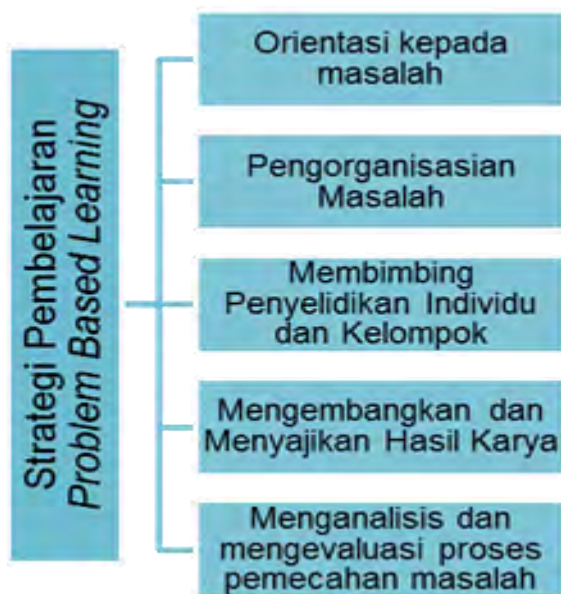 Strategi Pembelajaran
Problem Based Learning
Orientasi kepada
masalah
Pengorganisasian
Masalah
Membimbing
Penyelidikan Individu
dan Kelompok
Mengembangkan dan
Menyajikan Hasil Karya
Menganalisis dan
mengevaluasi proses
pemecahan masalah